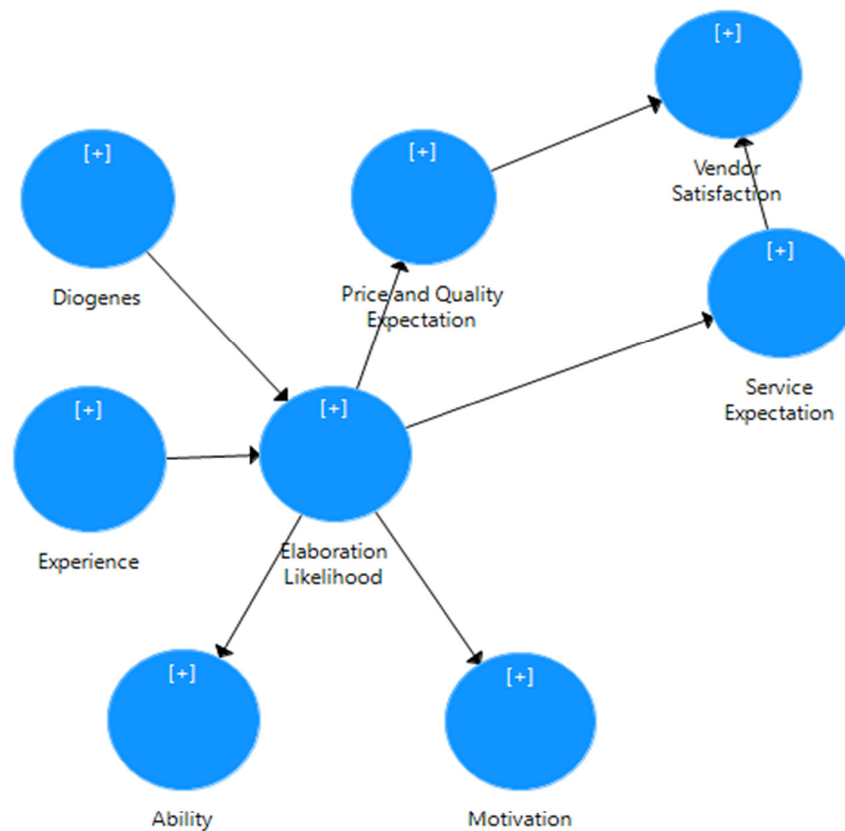 [+]
Vendor
Satisfaction
[+]
Diogenes
[+]
Price and Quality
Expectation
[+]
Service
Expectation
[+]
Experience
[+]
Elaboration
Likelihood
[+]
Ability
[+]
Motivation